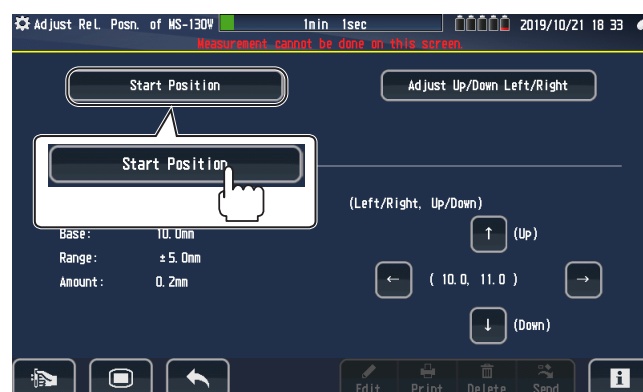 Adjust Rel. Posn. of MS-130W 1min 1sec 2019/10/21 18 33
Measurement cannot be done on this screen.
Start Position Adjust Up/Down Left/Right
Start Position
(Left/Right, Up/Down)
Base: 10.0mm ↑ (Up)
Range: ±5.0mm ← ( 10.0, 11.0 ) →
Amount: 0.2mm
↓ (Down)
Edit Print Delete Send